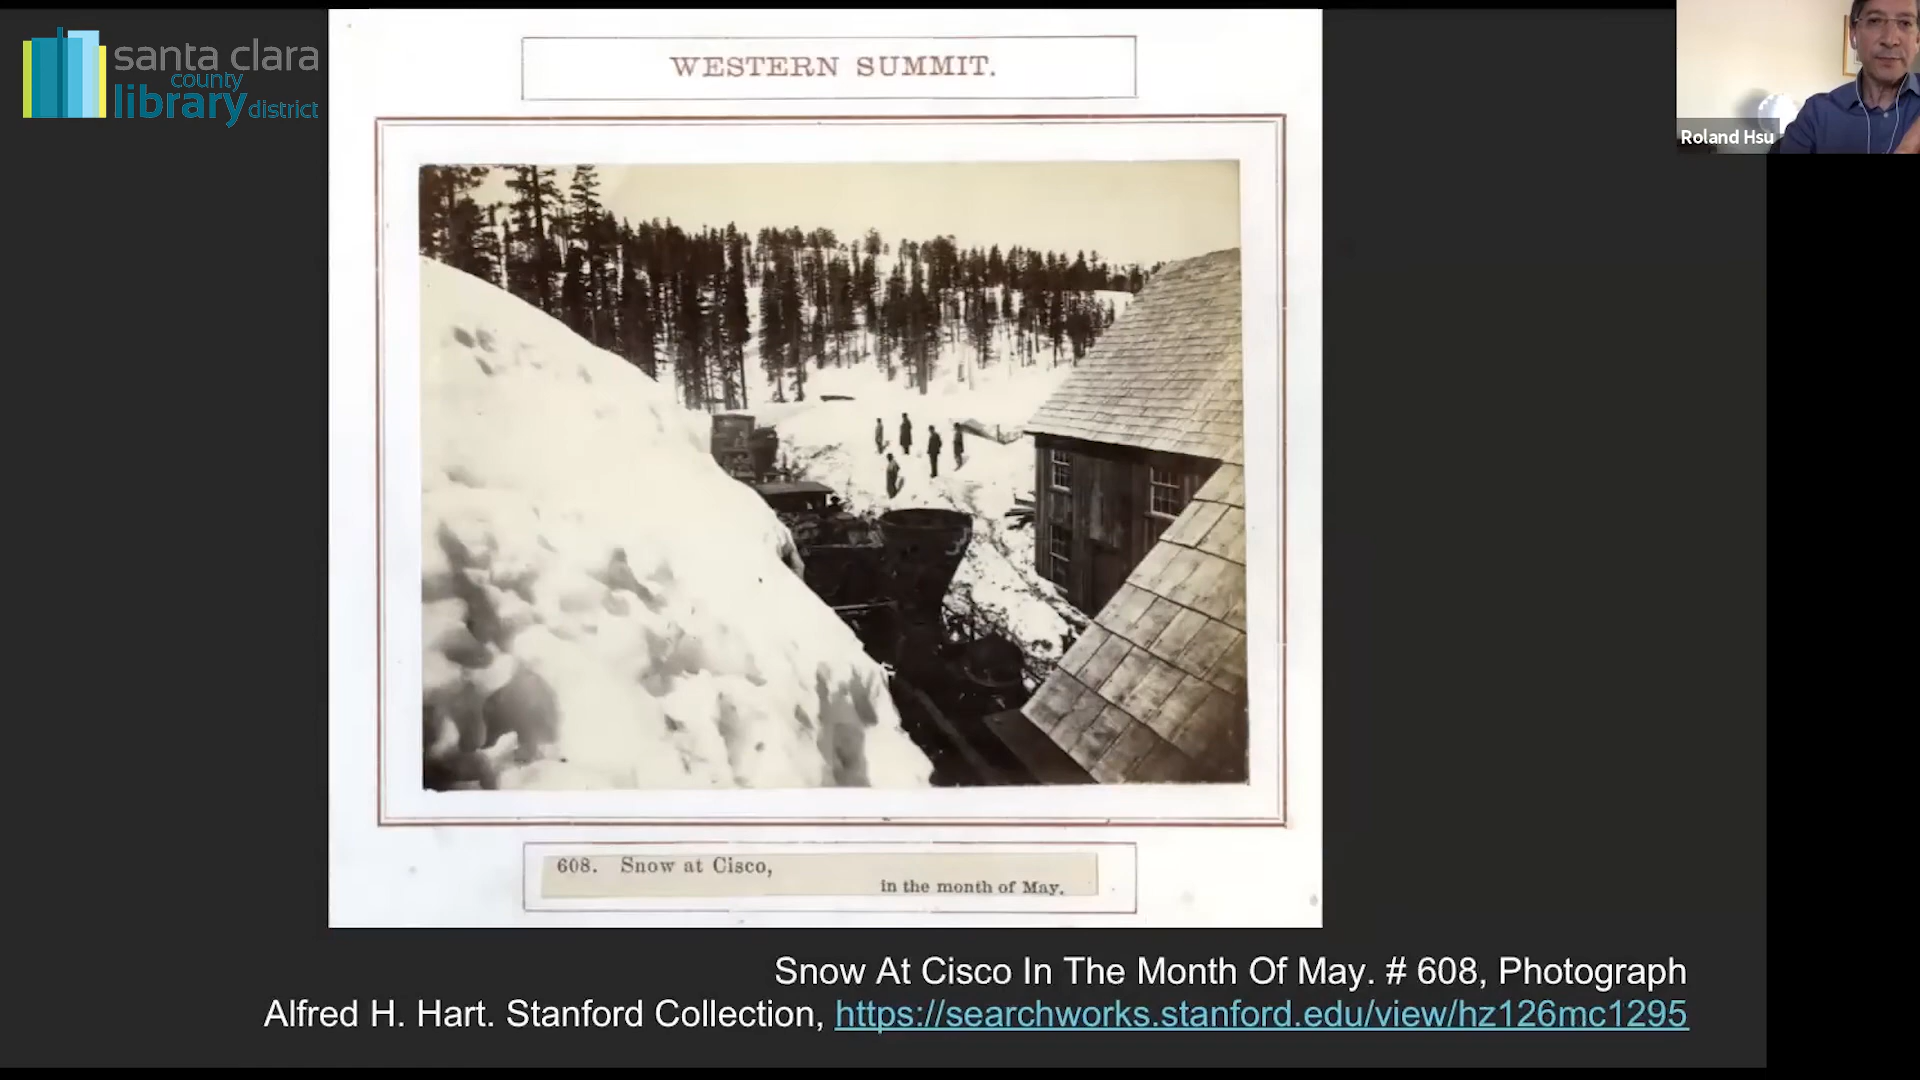 santa clara
county
library district
WESTERN SUMMIT.
Roland Hsu
608. Snow at Cisco,
in the month of May.
Snow At Cisco In The Month Of May. # 608, Photograph
Alfred H. Hart. Stanford Collection, https://searchworks.stanford.edu/view/hz126mc1295